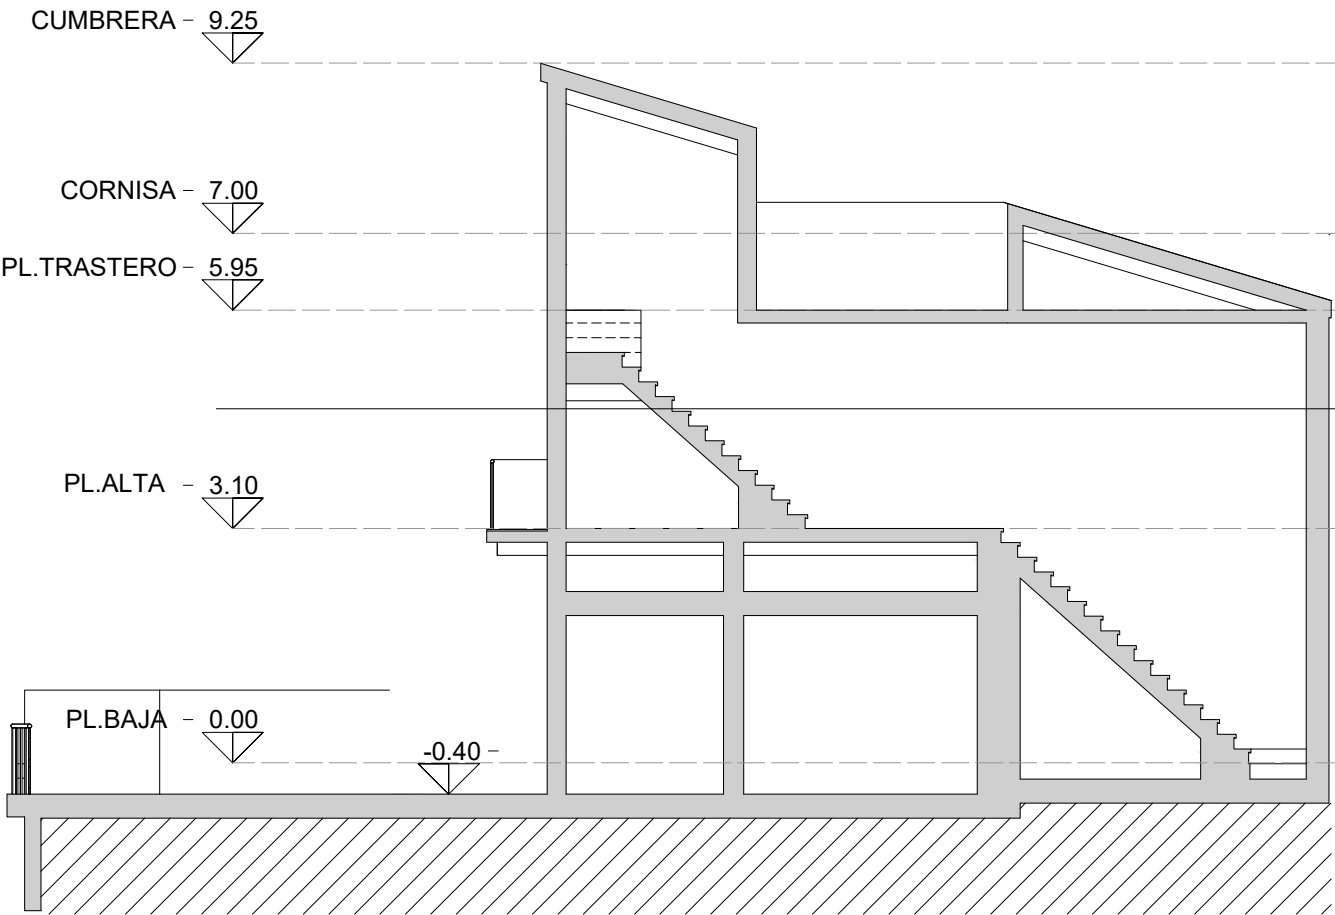 CUMBRERA - 9.25
CORNISA - 7.00
PL.TRASTERO - 5.95
PL.ALTA - 3.10
PL.BAJA - 0.00
-0.40 -